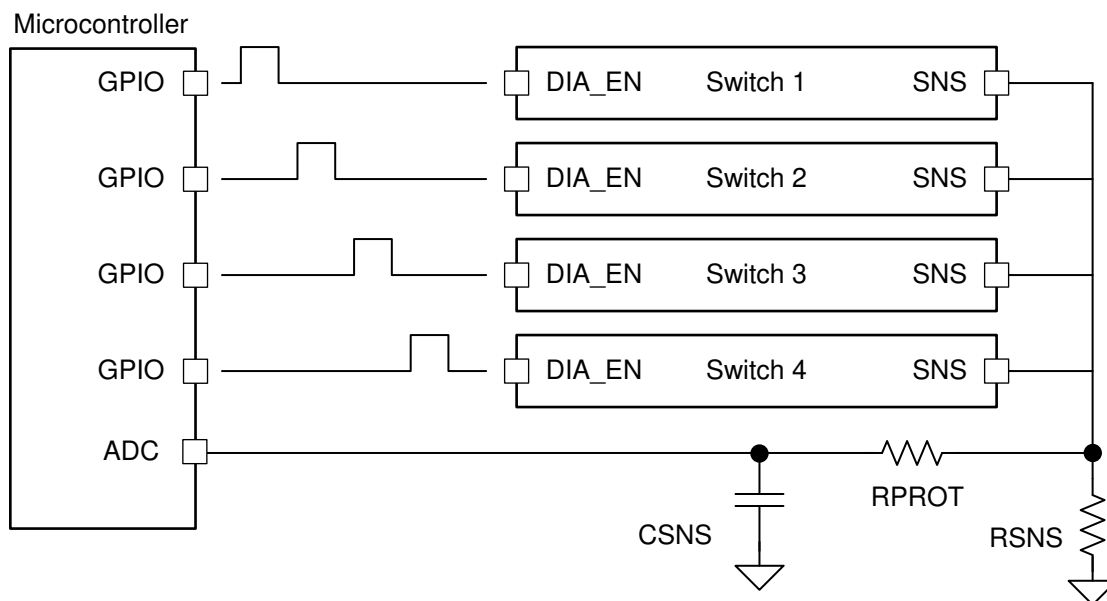 Microcontroller
GPIO DIA_EN Switch 1 SNS
GPIO DIA_EN Switch 2 SNS
GPIO DIA_EN Switch 3 SNS
GPIO DIA_EN Switch 4 SNS
ADC
RPROT
CSNS
RSNS